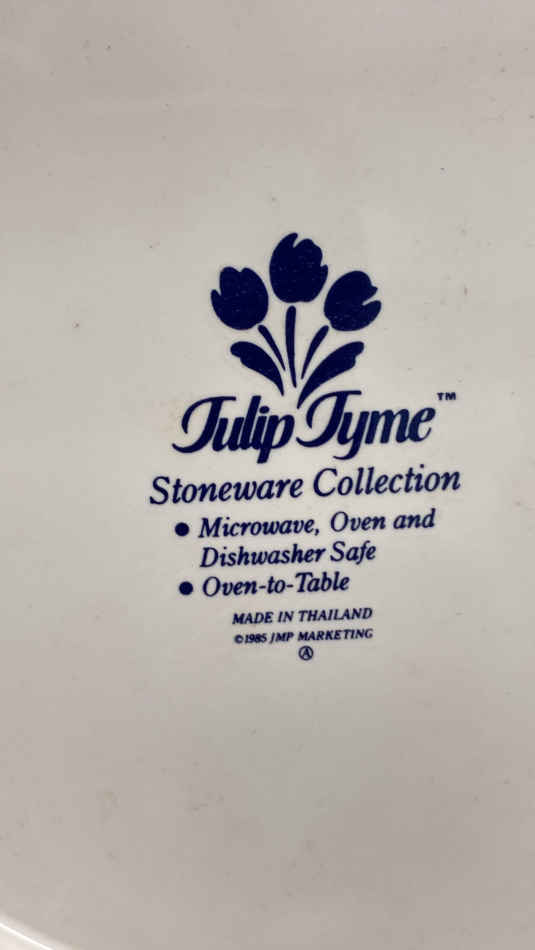 Tulip Tyme™
Stoneware Collection
● Microwave, Oven and
Dishwasher Safe
● Oven-to-Table
MADE IN THAILAND
©1985 JMP MARKETING
Ⓐ